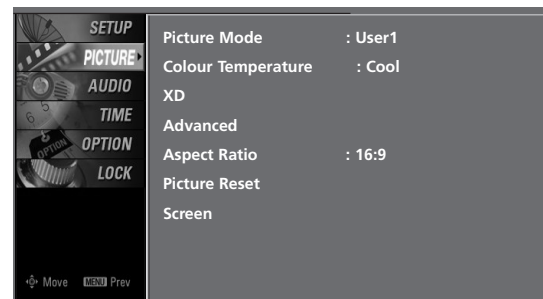 SETUP
PICTURE
AUDIO
TIME
OPTION
LOCK
Move MENU Prev
Picture Mode : User1
Colour Temperature : Cool
XD
Advanced
Aspect Ratio : 16:9
Picture Reset
Screen